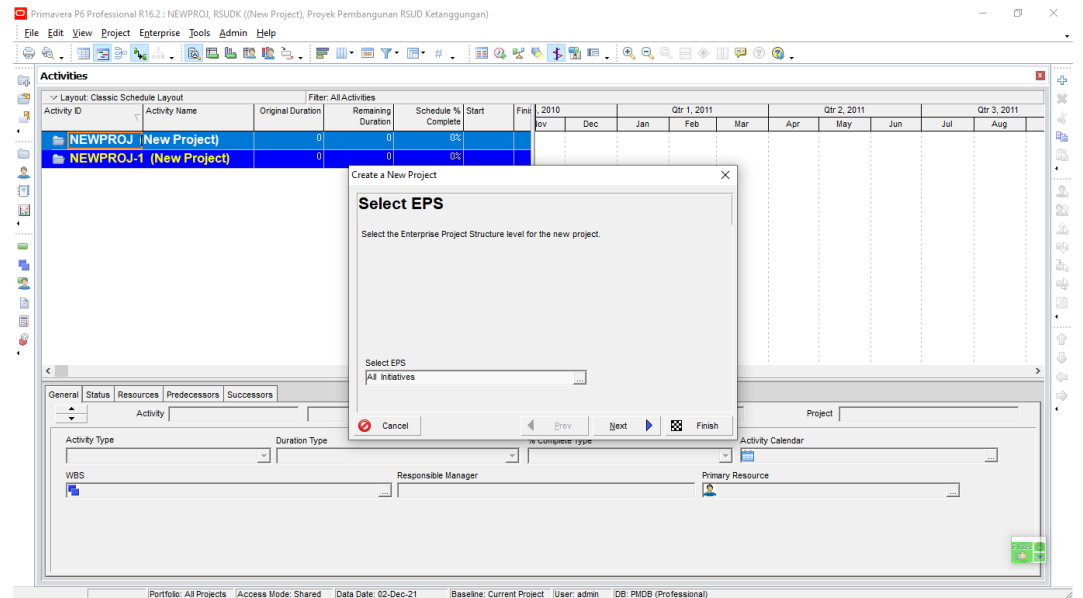 Primavera P6 Professional R16.2 : NEWPROJ, RSUDK ((New Project), Proyek Pembangunan RSUD Ketanggungan)
File Edit View Project Enterprise Tools Admin Help
Activities
Layout: Classic Schedule Layout Filter: All Activities
Activity ID Activity Name Original Duration Remaining Duration Schedule % Complete Start Fini , 2010 Qtr 1, 2011 Qtr 2, 2011 Qtr 3, 2011
Nov Dec Jan Feb Mar Apr May Jun Jul Aug
NEWPROJ (New Project) 0 0 0%
NEWPROJ-1 (New Project) 0 0 0%
Create a New Project
Select EPS
Select the Enterprise Project Structure level for the new project.
Select EPS
All Initiatives
...
Cancel Prev Next Finish
General Status Resources Predecessors Successors
Activity Project
Activity Type Duration Type % Complete Type Activity Calendar
WBS Responsible Manager Primary Resource
Portfolio: All Projects Access Mode: Shared Data Date: 02-Dec-21 Baseline: Current Project User: admin DB: PMDB (Professional)